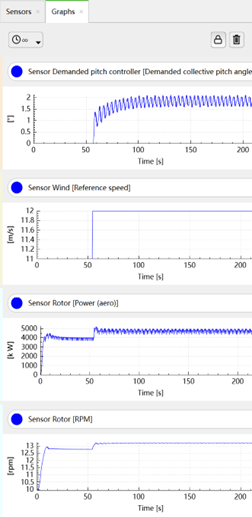 Sensors × Graphs ×
Sensor Demanded pitch controller [Demanded collective pitch angle
2
1.5
1
0.5
0
[°]
0 50 100 150 200
Time [s]
Sensor Wind [Reference speed]
12
11.8
11.6
11.4
11.2
11
[m/s]
0 50 100 150 200
Time [s]
Sensor Rotor [Power (aero)]
5000
4000
3000
2000
1000
0
[k W]
0 50 100 150 200
Time [s]
Sensor Rotor [RPM]
13
12.5
12
11.5
11
10.5
10
[rpm]
0 50 100 150 200
Time [s]